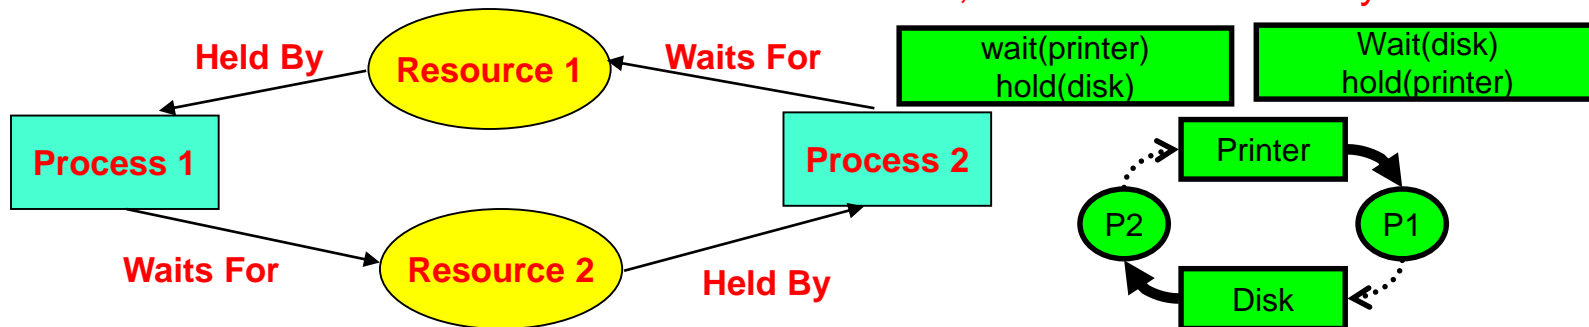 Held By
Resource 1
Waits For
Process 1
Process 2
Waits For
Resource 2
Held By
wait(printer)
hold(disk)
Wait(disk)
hold(printer)
Printer
P2
P1
Disk